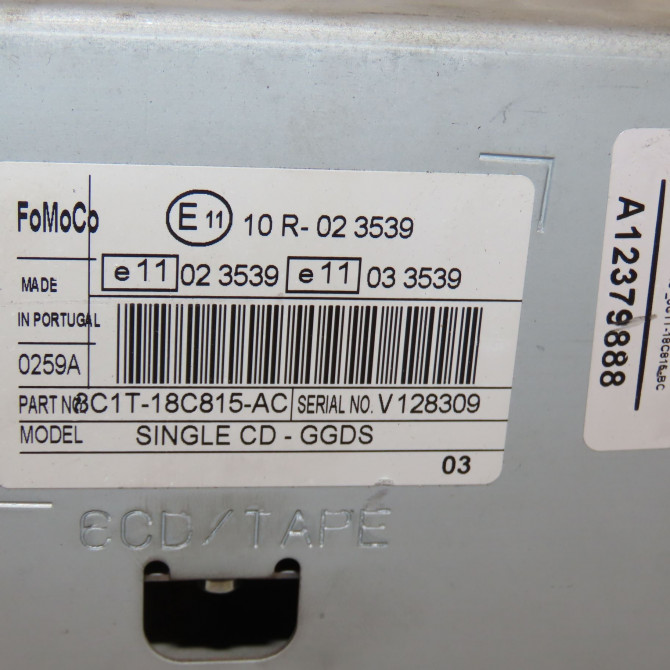 FoMoCo
E 11 10 R- 02 3539
MADE
e 11 02 3539 e 11 03 3539
IN PORTUGAL
0259A
PART NO. 8C1T-18C815-AC SERIAL NO. V 128309
MODEL SINGLE CD - GGDS
03
6CD/TAPE
A12379888